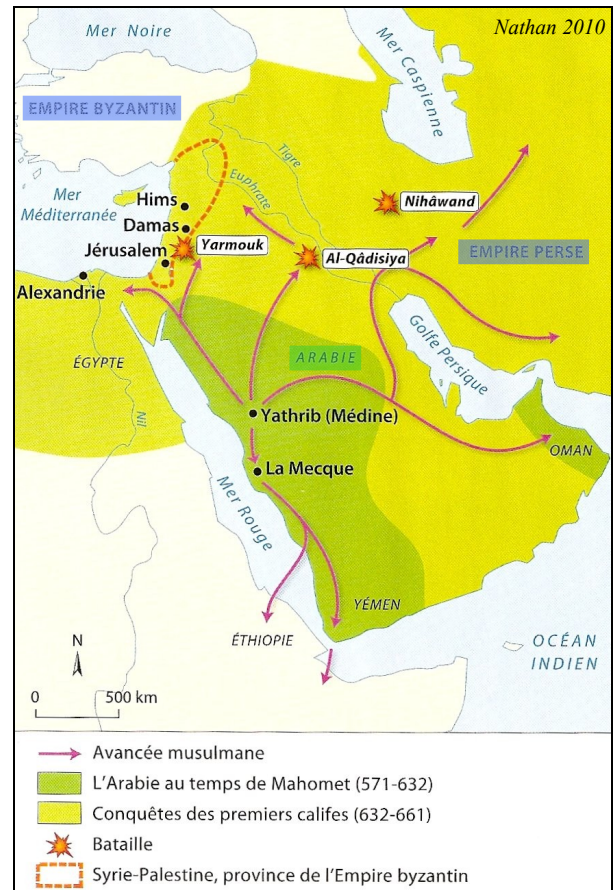 Nathan 2010
Mer Noire
Mer Caspienne
EMPIRE BYZANTIN
Tigre
Euphrate
Mer
Méditerranée
Hims
Damas
Jérusalem
Nihâwand
Yarmouk
Al-Qâdisiya
EMPIRE PERSE
Alexandrie
ÉGYPTE
Nil
ARABIE
Golfe Persique
Yathrib (Médine)
OMAN
La Mecque
Mer Rouge
YÉMEN
ÉTHIOPIE
OCÉAN
INDIEN
N
0 500 km
Avancée musulmane
L'Arabie au temps de Mahomet (571-632)
Conquêtes des premiers califes (632-661)
Bataille
Syrie-Palestine, province de l'Empire byzantin